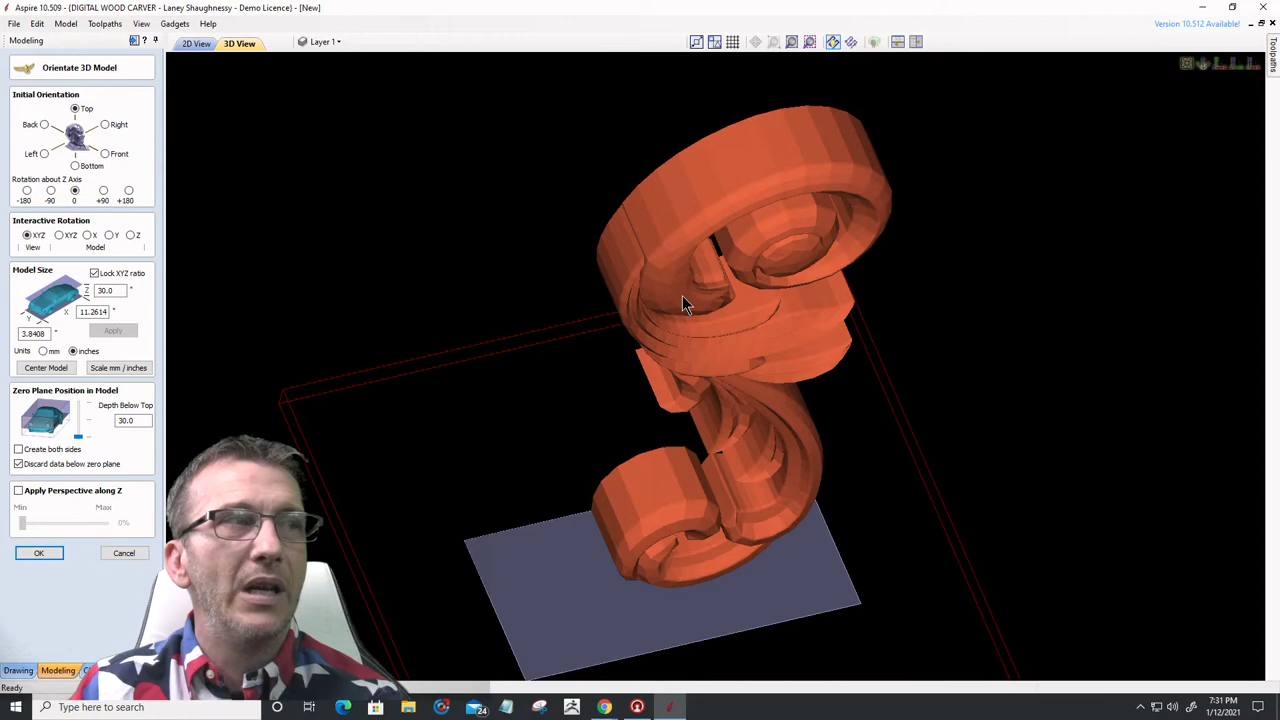 Aspire 10.509 - (DIGITAL WOOD CARVER - Laney Shaughnessy - Demo Licence) - [New]
File Edit Model Toolpaths View Gadgets Help
Version 10.512 Available!
Modeling
2D View 3D View Layer 1
Toolpaths
Orientate 3D Model
Initial Orientation
Top
Back Right
Left Front
Bottom
Rotation about Z Axis
-180 -90 0 +90 +180
Interactive Rotation
XYZ XYZ X Y Z
View Model
Model Size
Lock XYZ ratio
Z 30.0 "
Y X 11.2614 "
3.8408 " Apply
Units mm inches
Center Model Scale mm / inches
Zero Plane Position in Model
Depth Below Top
30.0
Create both sides
Discard data below zero plane
Apply Perspective along Z
Min Max
0%
OK Cancel
Drawing Modeling
Ready
Type here to search
24
7:31 PM
1/12/2021